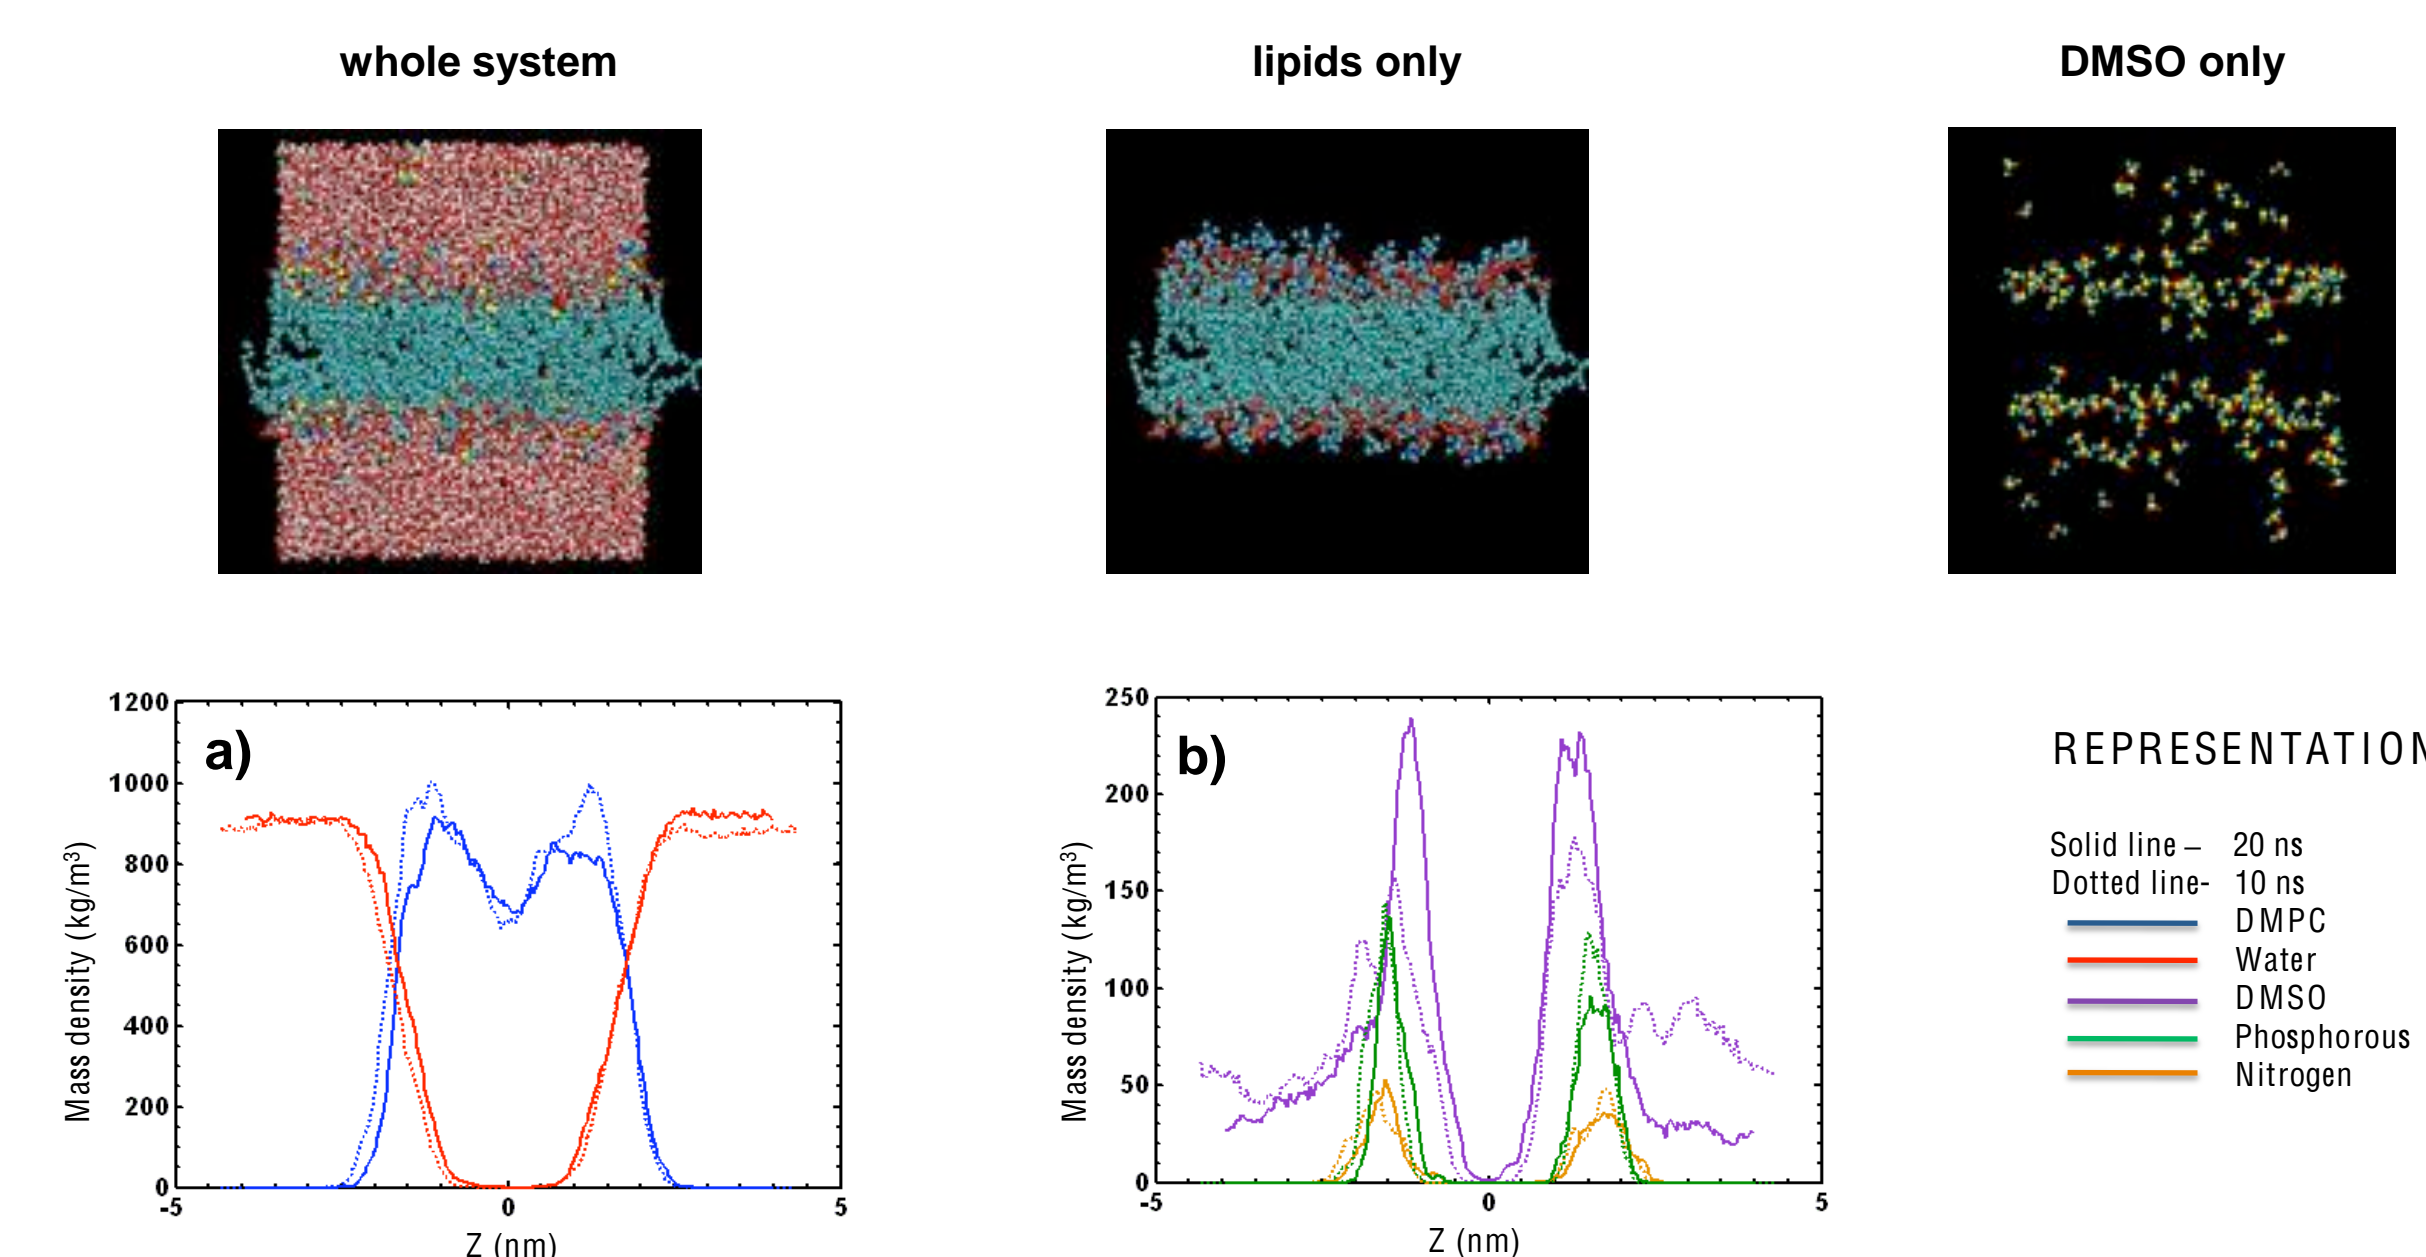 whole system
lipids only
DMSO only
a)
1200
1000
800
600
400
200
0
-5
0
5
Mass density (kg/m³)
Z (nm)
b)
250
200
150
100
50
0
-5
0
5
Mass density (kg/m³)
Z (nm)
REPRESENTATION
Solid line – 20 ns
Dotted line- 10 ns
DMPC
Water
DMSO
Phosphorous
Nitrogen